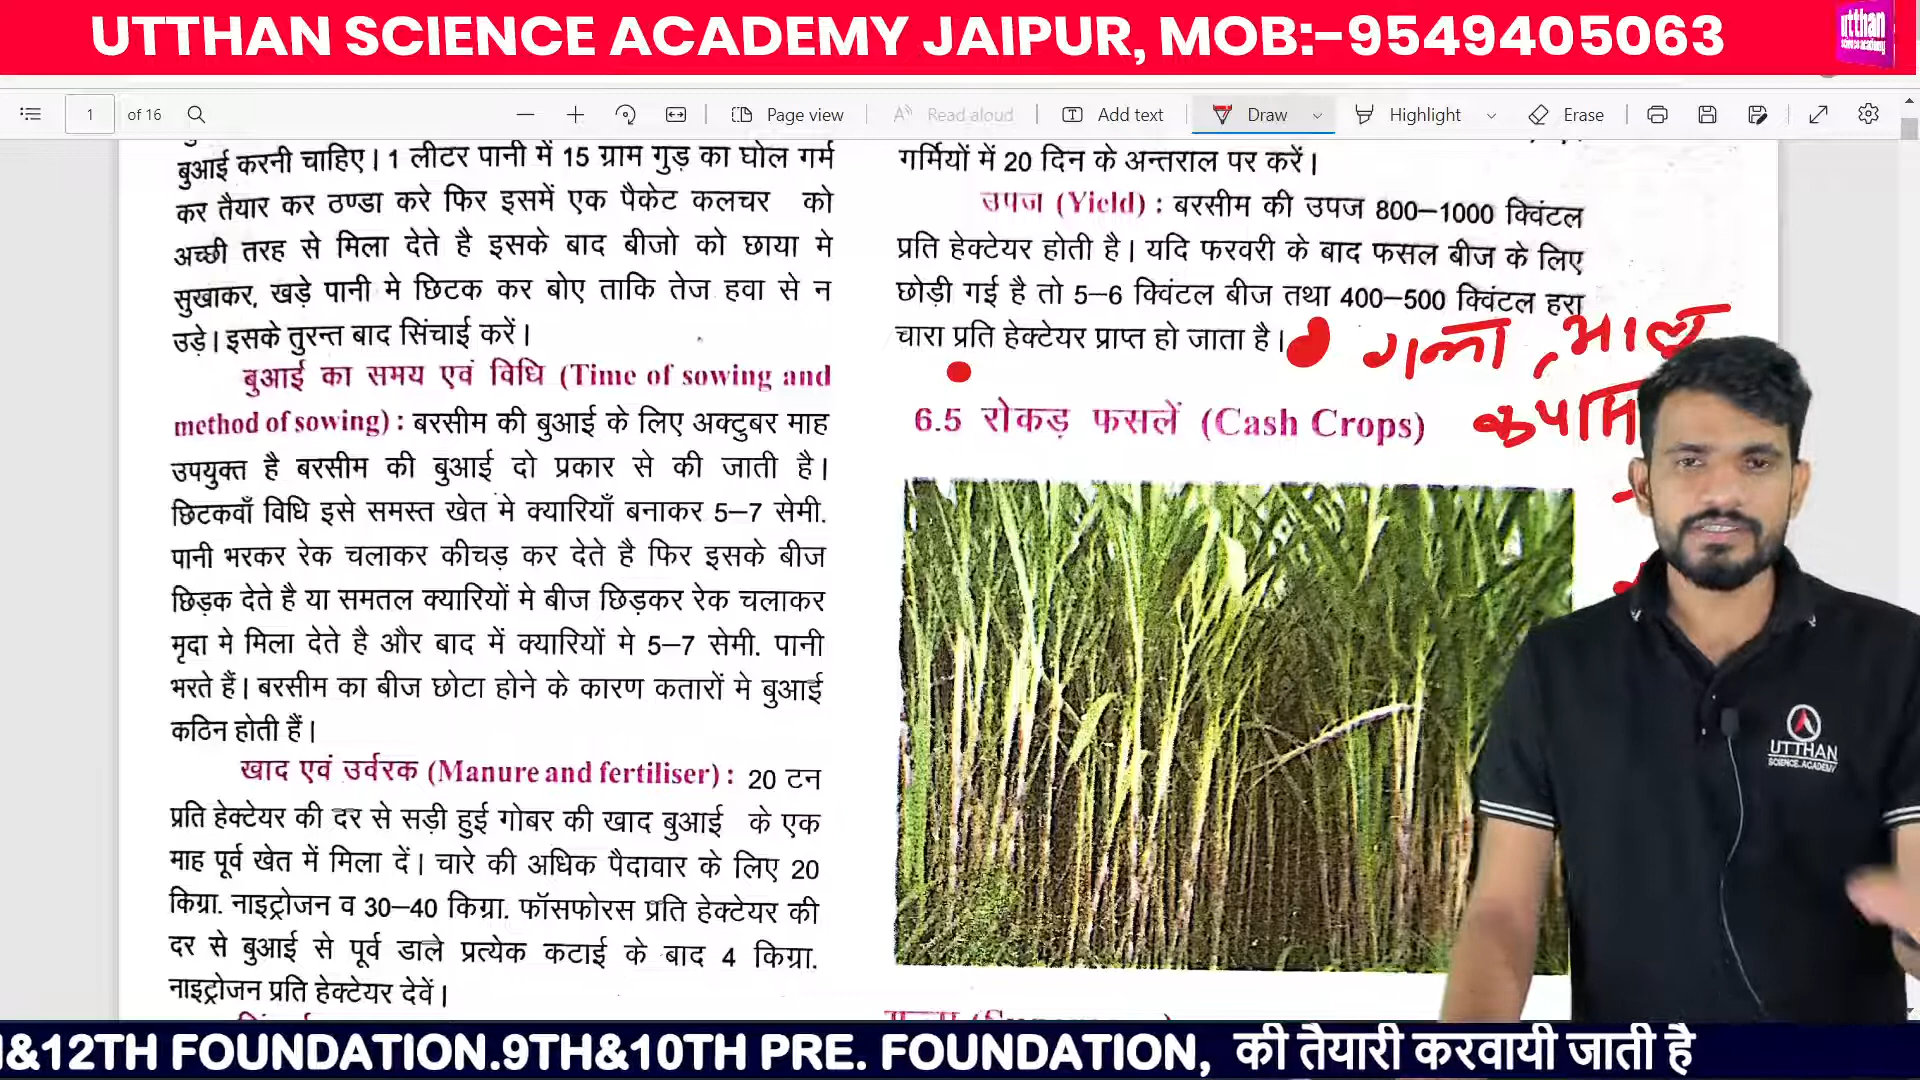 UTTHAN SCIENCE ACADEMY JAIPUR, MOB:-9549405063
utthan
science academy
1 of 16
Page view
Read aloud
Add text
Draw
Highlight
Erase
बुआई करनी चाहिए। 1 लीटर पानी में 15 ग्राम गुड़ का घोल गर्म
कर तैयार कर ठण्डा करे फिर इसमें एक पैकेट कलचर को
अच्छी तरह से मिला देते है इसके बाद बीजो को छाया मे
सुखाकर, खड़े पानी मे छिटक कर बोए ताकि तेज हवा से न
उड़े। इसके तुरन्त बाद सिंचाई करें।
बुआई का समय एवं विधि (Time of sowing and
method of sowing) : बरसीम की बुआई के लिए अक्टुबर माह
उपयुक्त है बरसीम की बुआई दो प्रकार से की जाती है।
छिटकवाँ विधि इसे समस्त खेत मे क्यारियाँ बनाकर 5–7 सेमी.
पानी भरकर रेक चलाकर कीचड़ कर देते है फिर इसके बीज
छिड़क देते है या समतल क्यारियों मे बीज छिड़कर रेक चलाकर
मृदा मे मिला देते है और बाद में क्यारियों मे 5–7 सेमी. पानी
भरते हैं। बरसीम का बीज छोटा होने के कारण कतारों मे बुआई
कठिन होती हैं।
खाद एवं उर्वरक (Manure and fertiliser) : 20 टन
प्रति हेक्टेयर की दर से सड़ी हुई गोबर की खाद बुआई के एक
माह पूर्व खेत में मिला दें। चारे की अधिक पैदावार के लिए 20
किग्रा. नाइट्रोजन व 30–40 किग्रा. फॉसफोरस प्रति हेक्टेयर की
दर से बुआई से पूर्व डाले प्रत्येक कटाई के बाद 4 किग्रा.
नाइट्रोजन प्रति हेक्टेयर देवें।
गर्मियों में 20 दिन के अन्तराल पर करें।
उपज (Yield) : बरसीम की उपज 800–1000 क्विंटल
प्रति हेक्टेयर होती है। यदि फरवरी के बाद फसल बीज के लिए
छोड़ी गई है तो 5–6 क्विंटल बीज तथा 400–500 क्विंटल हरा
चारा प्रति हेक्टेयर प्राप्त हो जाता है।
गन्ना, आलू
6.5 रोकड़ फसलें (Cash Crops)
UTTHAN
SCIENCE ACADEMY
&12TH FOUNDATION.9TH&10TH PRE. FOUNDATION, की तैयारी करवायी जाती है